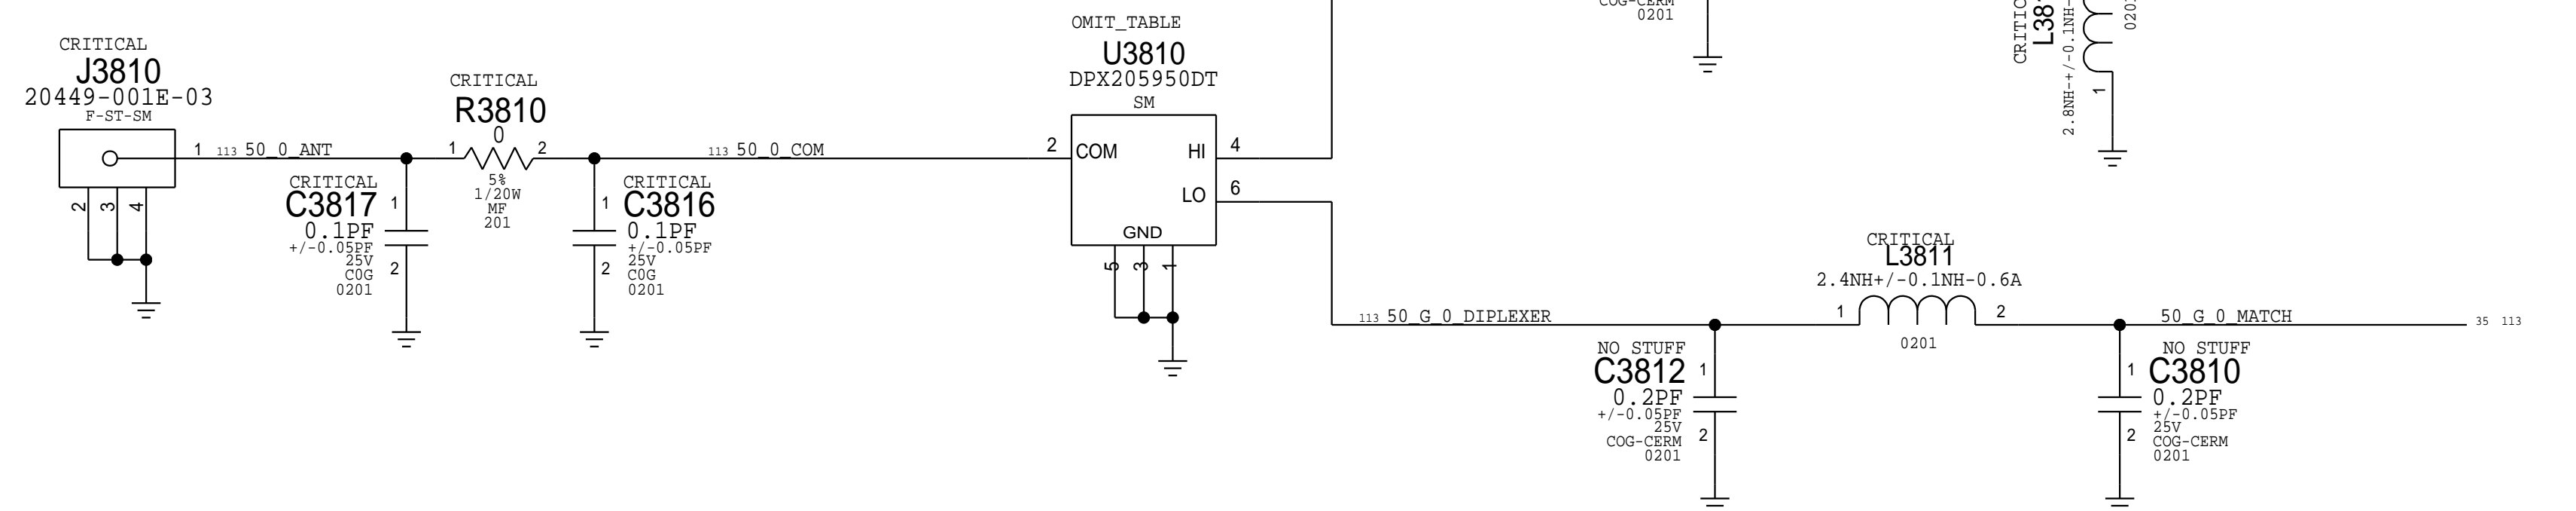 CRITICAL
J3810
20449-001E-03
F-ST-SM
1
113 50_0_ANT
2
3
4
CRITICAL
R3810
0
1
2
5%
1/20W
MF
201
CRITICAL
C3817
0.1PF
+/-0.05PF
25V
C0G
0201
1
2
113 50_0_COM
CRITICAL
C3816
0.1PF
+/-0.05PF
25V
C0G
0201
1
2
OMIT_TABLE
U3810
DPX205950DT
SM
2
COM
HI
4
LO
6
GND
5
3
1
0201
CRITIC
2.8NH-+/-0.1NH-
1
113 50_G_0_DIPLEXER
CRITICAL
L3811
2.4NH+/-0.1NH-0.6A
1
2
0201
50_G_0_MATCH
35 113
NO STUFF
C3812
0.2PF
+/-0.05PF
25V
COG-CERM
0201
1
2
NO STUFF
C3810
0.2PF
+/-0.05PF
25V
COG-CERM
0201
1
2